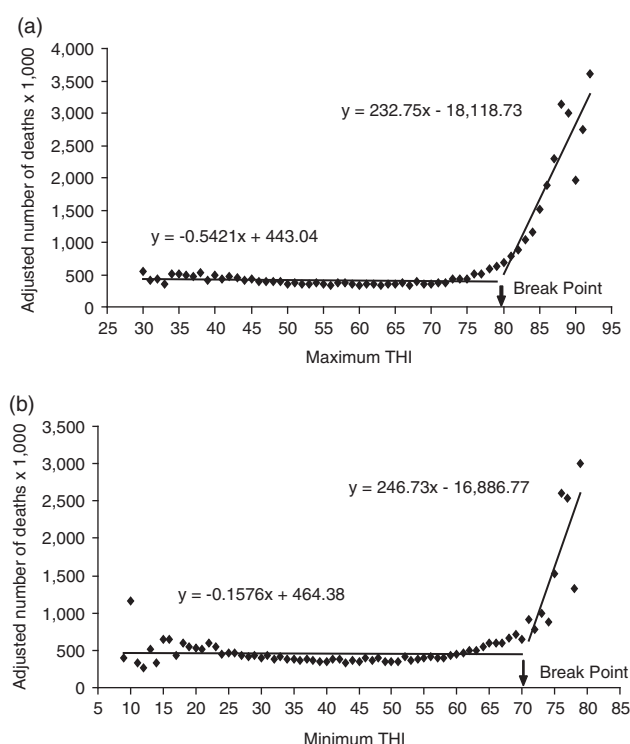 (a)
4,000
3,500
3,000
2,500
2,000
1,500
1,000
500
0
Adjusted number of deaths x 1,000
y = 232.75x - 18,118.73
y = -0.5421x + 443.04
Break Point
25 30 35 40 45 50 55 60 65 70 75 80 85 90 95
Maximum THI
(b)
3,500
3,000
2,500
2,000
1,500
1,000
500
0
Adjusted number of deaths x 1,000
y = 246.73x - 16,886.77
y = -0.1576x + 464.38
Break Point
5 10 15 20 25 30 35 40 45 50 55 60 65 70 75 80 85
Minimum THI